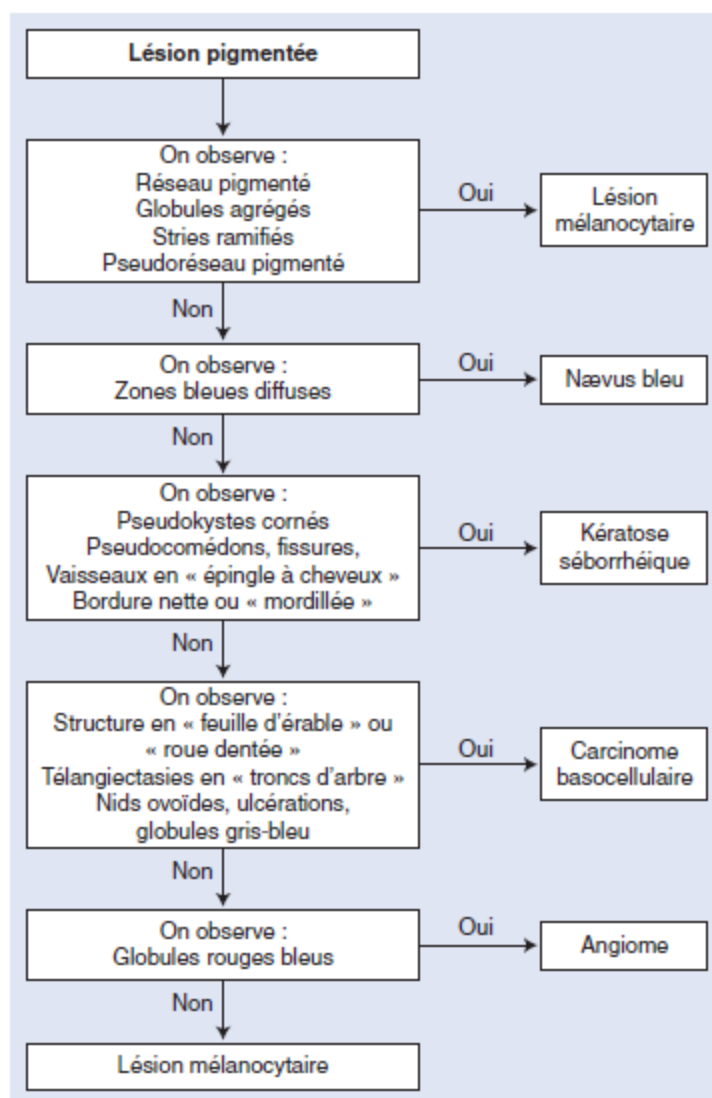 Lésion pigmentée
On observe :
Réseau pigmenté
Globules agrégés
Stries ramifiés
Pseudoréseau pigmenté
Oui
Lésion
mélanocytaire
Non
On observe :
Zones bleues diffuses
Oui
Nævus bleu
Non
On observe :
Pseudokystes cornés
Pseudocomédons, fissures,
Vaisseaux en « épingle à cheveux »
Bordure nette ou « mordillée »
Oui
Kératose
séborrhéique
Non
On observe :
Structure en « feuille d'érable » ou
« roue dentée »
Télangiectasies en « troncs d'arbre »
Nids ovoïdes, ulcérations,
globules gris-bleu
Oui
Carcinome
basocellulaire
Non
On observe :
Globules rouges bleus
Oui
Angiome
Non
Lésion mélanocytaire